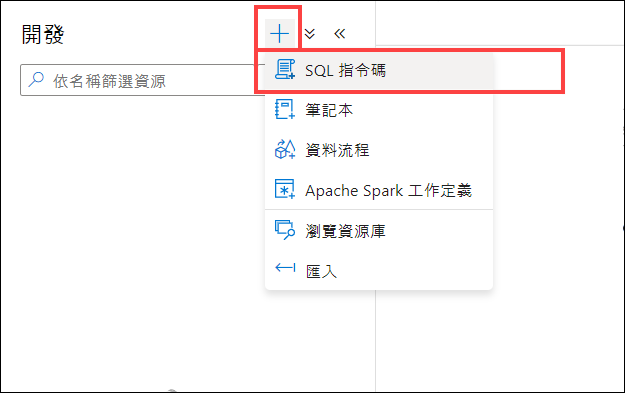 開發
依名稱篩選資源
SQL 指令碼
筆記本
資料流程
Apache Spark 工作定義
瀏覽資源庫
匯入